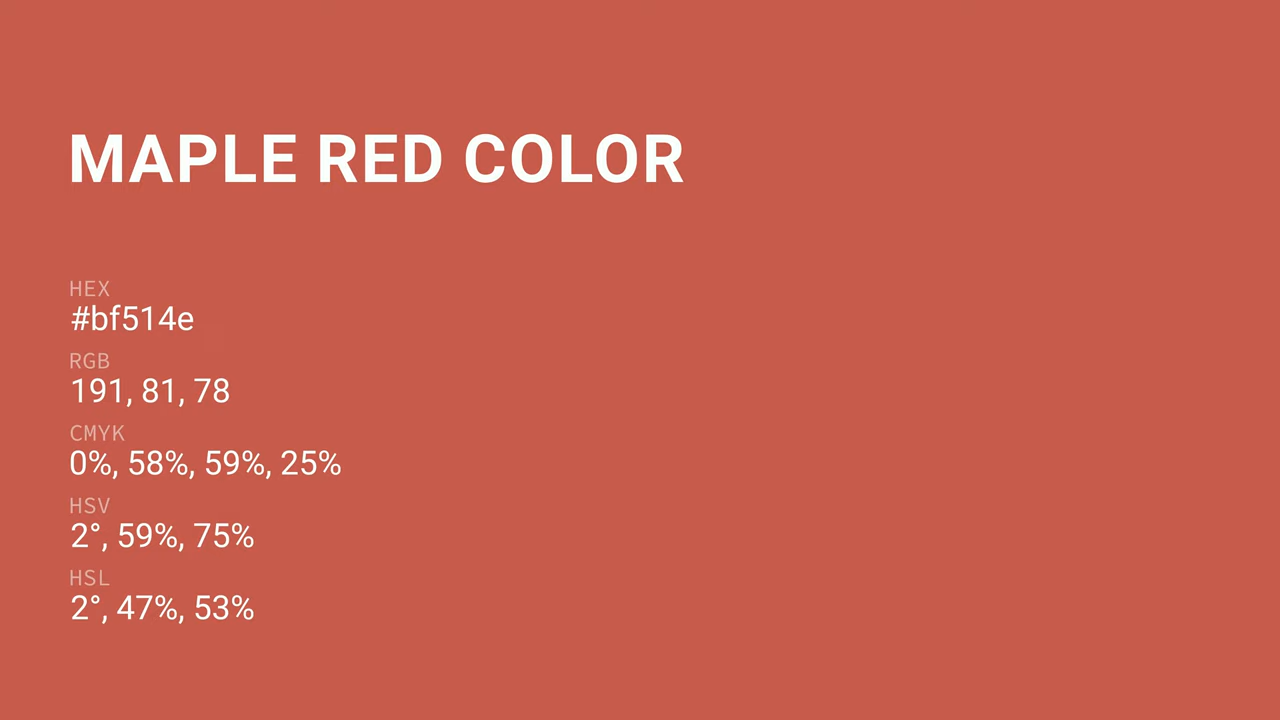 MAPLE RED COLOR
HEX
#bf514e
RGB
191, 81, 78
CMYK
0%, 58%, 59%, 25%
HSV
2°, 59%, 75%
HSL
2°, 47%, 53%